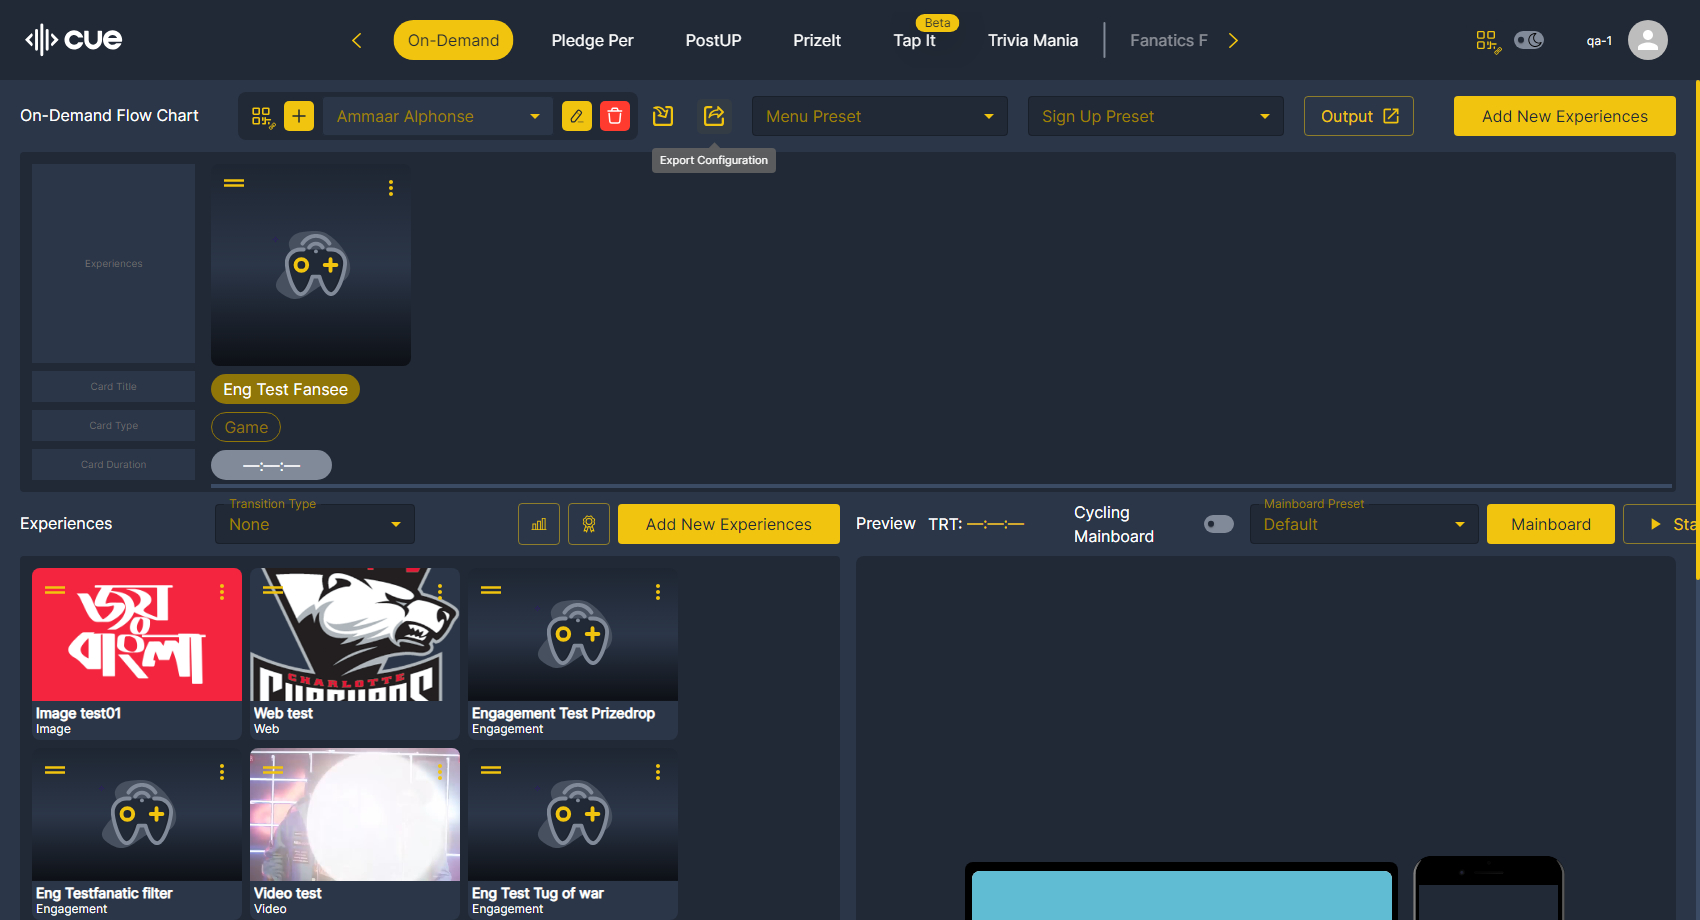 cue
On-Demand
Pledge Per
PostUP
PrizeIt
Beta
Tap It
Trivia Mania
Fanatics F
qa-1
On-Demand Flow Chart
Ammaar Alphonse
Menu Preset
Sign Up Preset
Output
Add New Experiences
Export Configuration
Experiences
Card Title
Eng Test Fansee
Card Type
Game
Card Duration
—:—:—
Experiences
Transition Type
None
Add New Experiences
Preview
TRT: —:—:—
Cycling
Mainboard
Mainboard Preset
Default
Mainboard
Sta
জয়
বাংলা
Image test01
Image
CHARLOTTE
Web test
Web
Engagement Test Prizedrop
Engagement
Eng Testfanatic filter
Engagement
Video test
Video
Eng Test Tug of war
Engagement